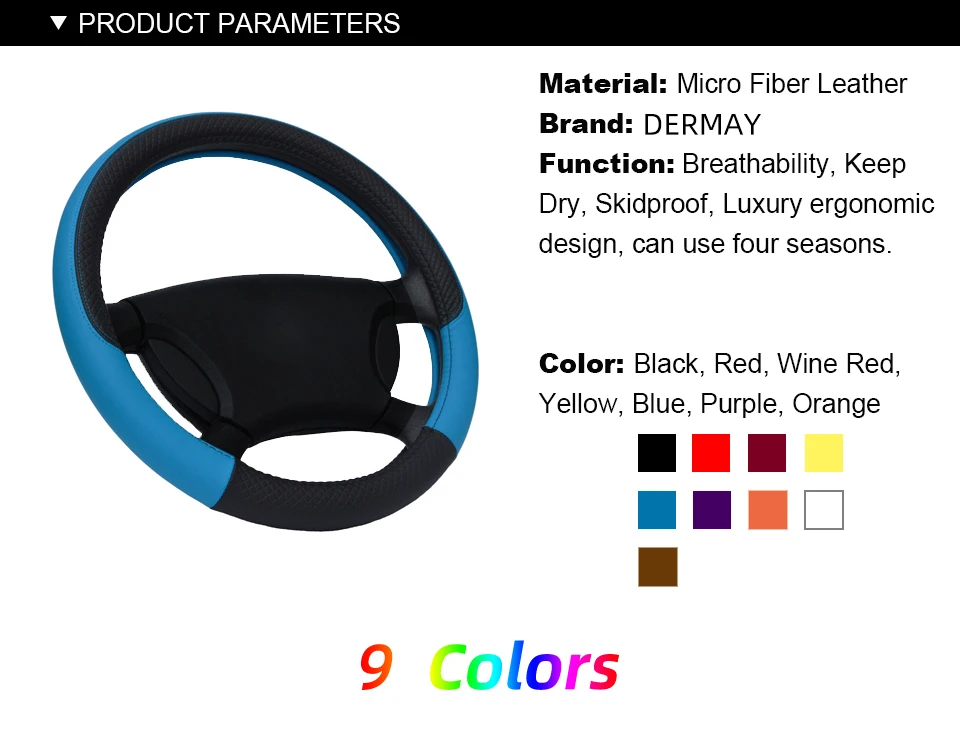 PRODUCT PARAMETERS
Material: Micro Fiber Leather
Brand: DERMAY
Function: Breathability, Keep
Dry, Skidproof, Luxury ergonomic
design, can use four seasons.
Color: Black, Red, Wine Red,
Yellow, Blue, Purple, Orange
9 Colors